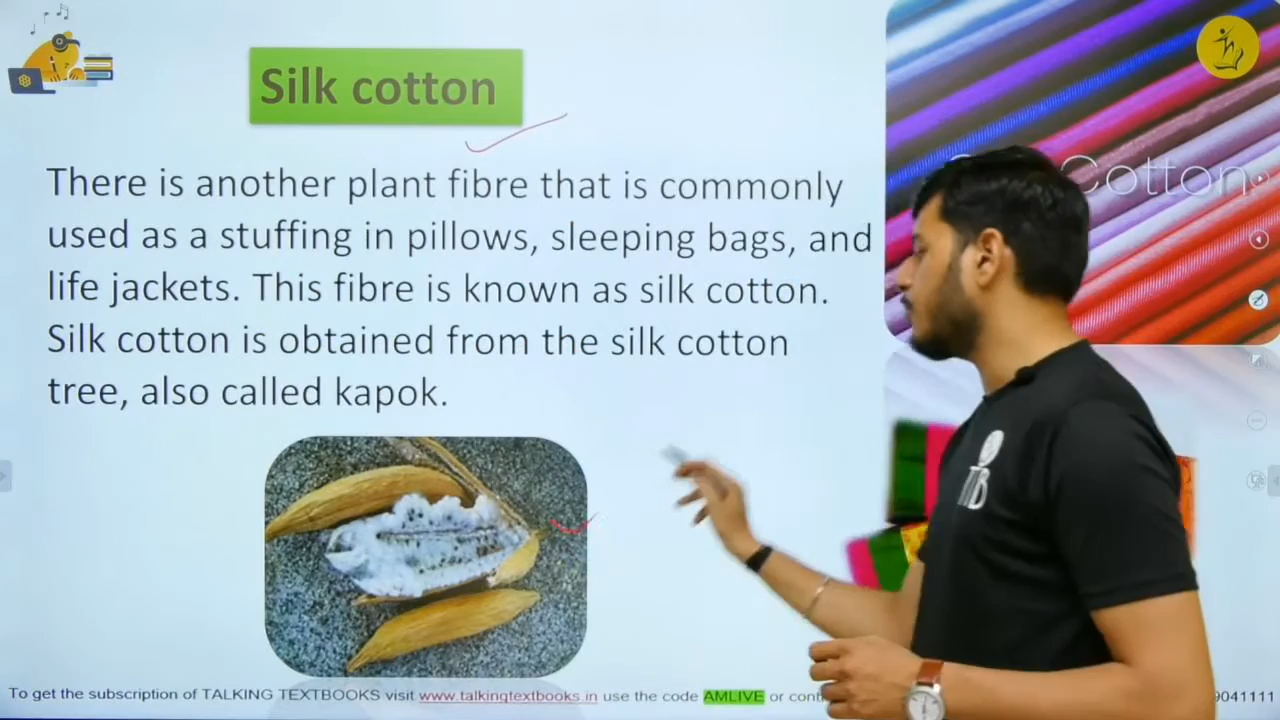 Silk cotton
There is another plant fibre that is commonly
used as a stuffing in pillows, sleeping bags, and
life jackets. This fibre is known as silk cotton.
Silk cotton is obtained from the silk cotton
tree, also called kapok.
Cotton
TB
To get the subscription of TALKING TEXTBOOKS visit www.talkingtextbooks.in use the code AMLIVE or 9041111